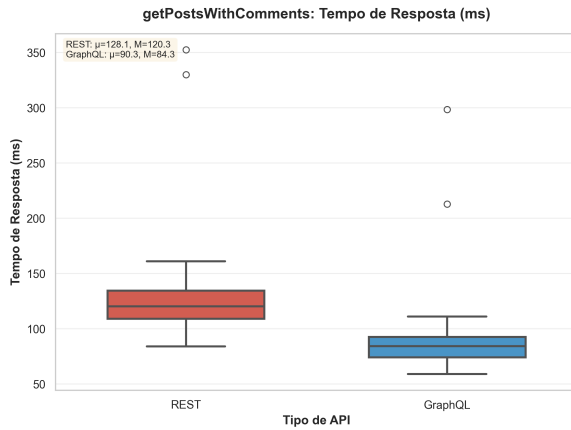 getPostsWithComments: Tempo de Resposta (ms)
REST: μ=128.1, M=120.3
GraphQL: μ=90.3, M=84.3
350
300
250
200
150
100
50
Tempo de Resposta (ms)
REST
GraphQL
Tipo de API